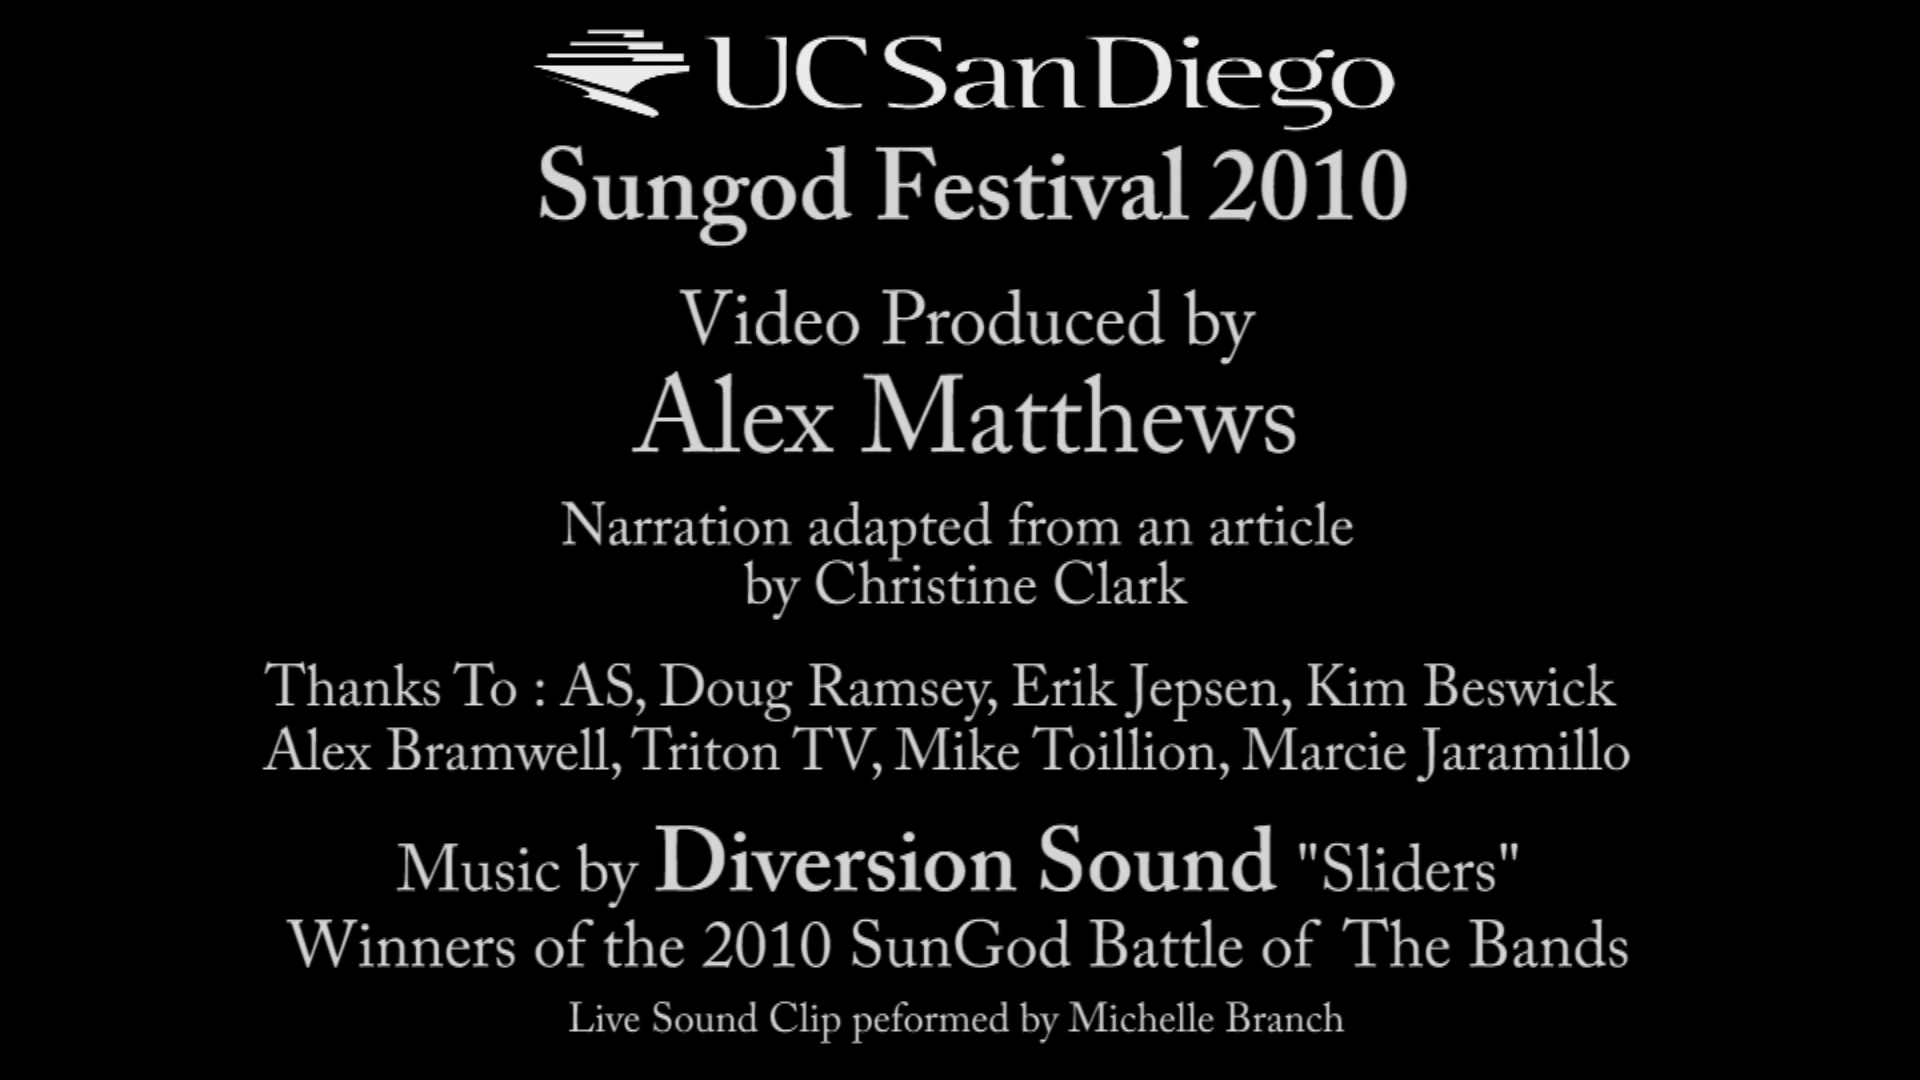 UC San Diego
Sungod Festival 2010
Video Produced by
Alex Matthews
Narration adapted from an article
by Christine Clark
Thanks To : AS, Doug Ramsey, Erik Jepsen, Kim Beswick
Alex Bramwell, Triton TV, Mike Toillion, Marcie Jaramillo
Music by Diversion Sound "Sliders"
Winners of the 2010 SunGod Battle of The Bands
Live Sound Clip peformed by Michelle Branch